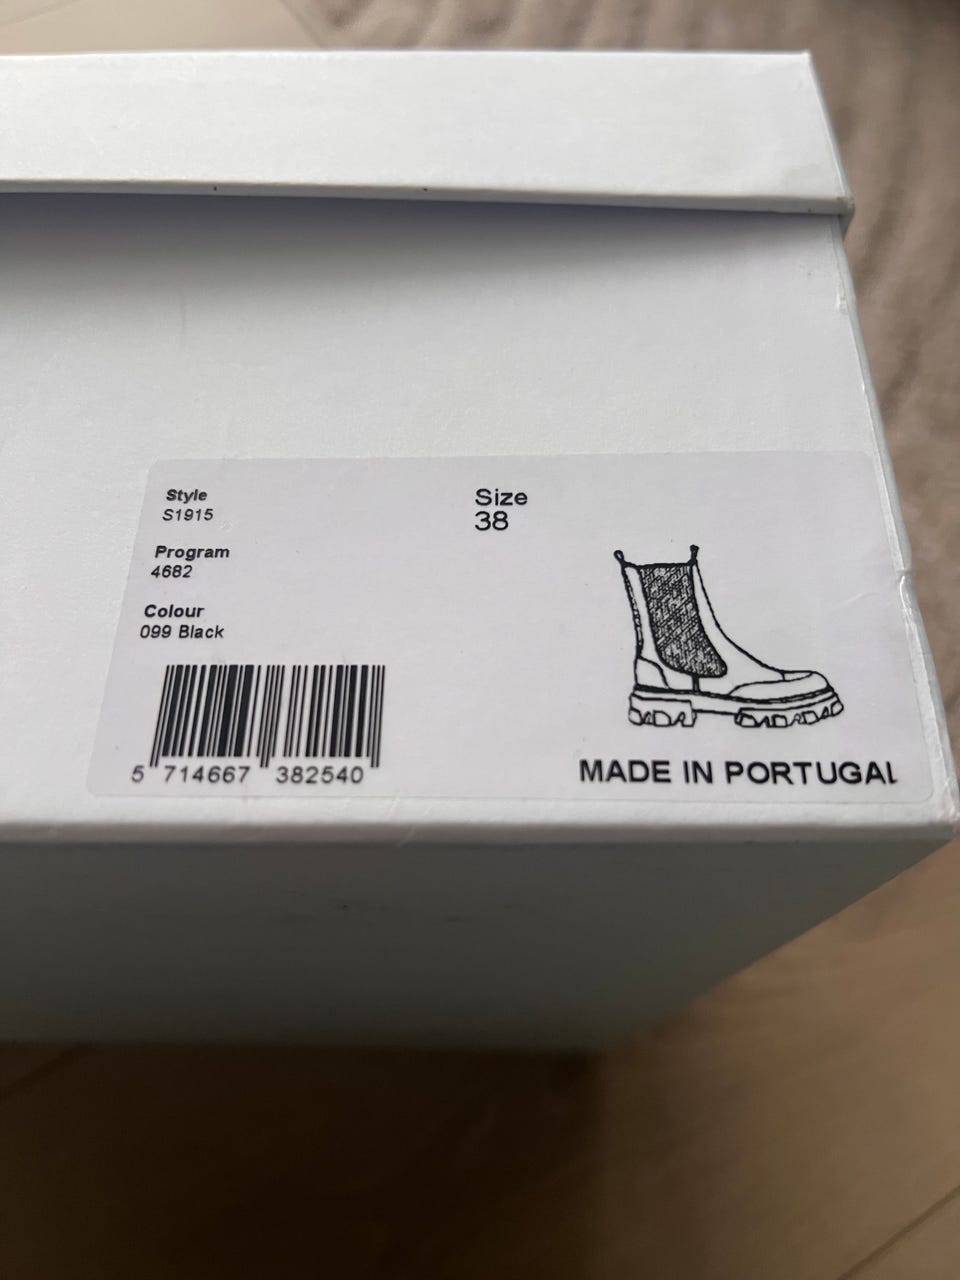 Style
S1915
Size
38
Program
4682
Colour
099 Black
5 714667 382540
MADE IN PORTUGAL